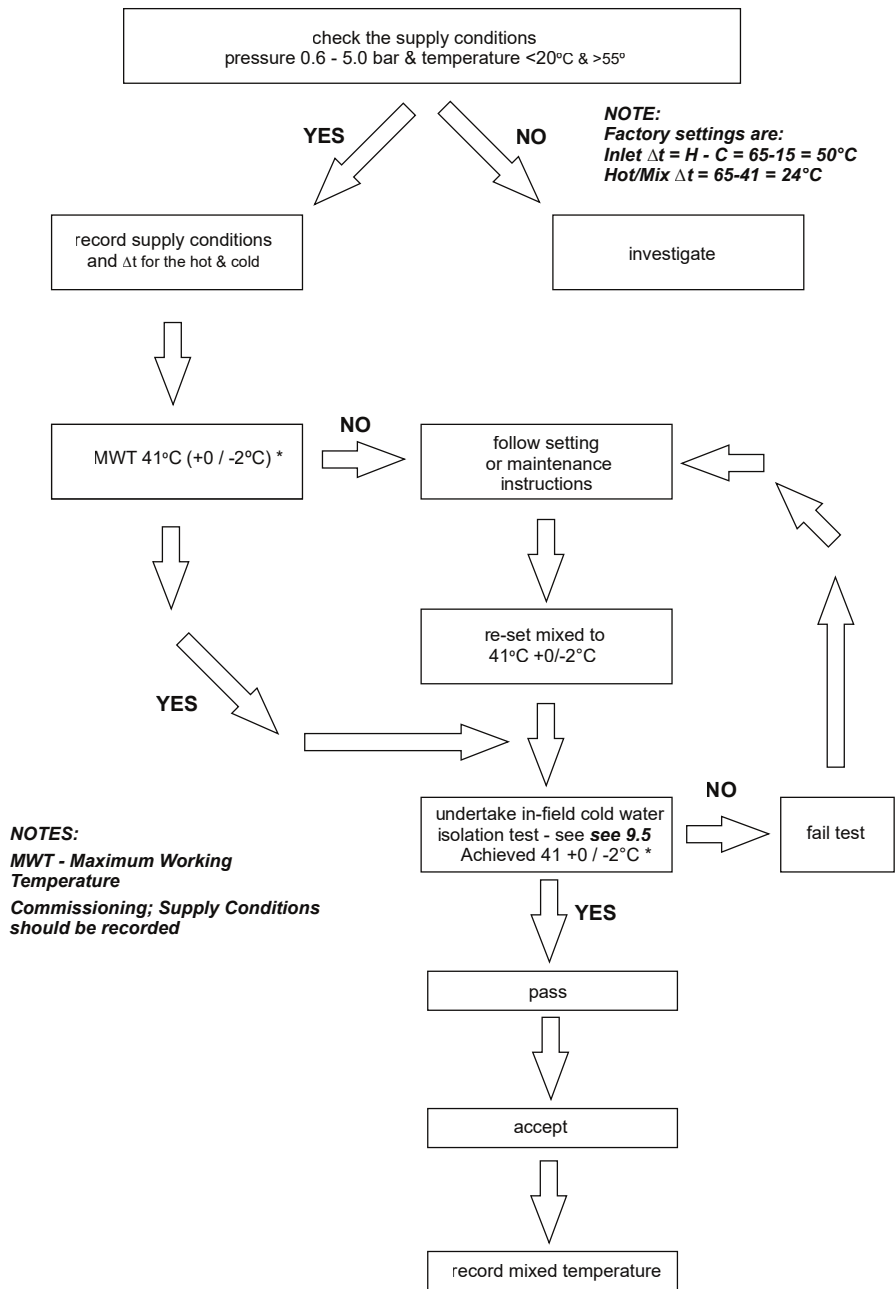 check the supply conditions
pressure 0.6 - 5.0 bar & temperature <20ºC & >55º
YES
NO
NOTE:
Factory settings are:
Inlet ∆t = H - C = 65-15 = 50°C
Hot/Mix ∆t = 65-41 = 24°C
record supply conditions
and ∆t for the hot & cold
investigate
MWT 41ºC (+0 / -2ºC) *
NO
follow setting
or maintenance
instructions
re-set mixed to
41ºC +0/-2°C
YES
undertake in-field cold water
isolation test - see see 9.5
Achieved 41 +0 / -2°C *
NO
fail test
NOTES:
MWT - Maximum Working
Temperature
Commissioning; Supply Conditions
should be recorded
YES
pass
accept
record mixed temperature